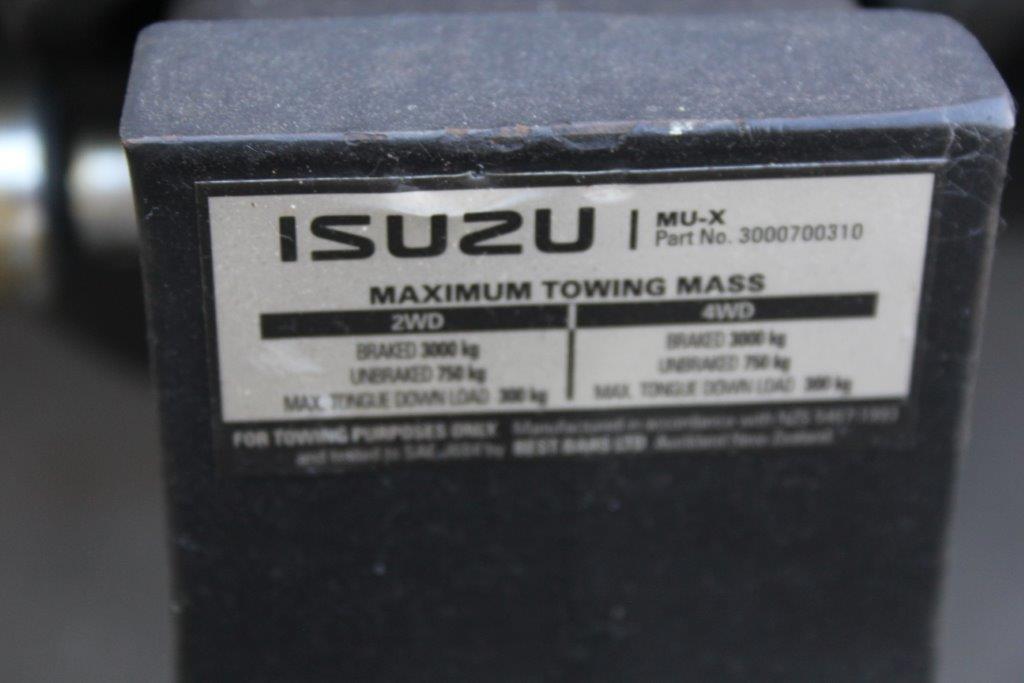 ISUZU
MU-X
Part No. 3000700310
MAXIMUM TOWING MASS
2WD 4WD
BRAKED 3000 kg BRAKED 3000 kg
UNBRAKED 750 kg UNBRAKED 750 kg
MAX. TONGUE DOWN LOAD 300 kg MAX. TONGUE DOWN LOAD 300 kg
FOR TOWING PURPOSES ONLY. Manufactured in accordance with NZS 5467:1993
and tested to SAE J684 by BEST BARS LTD Auckland New Zealand